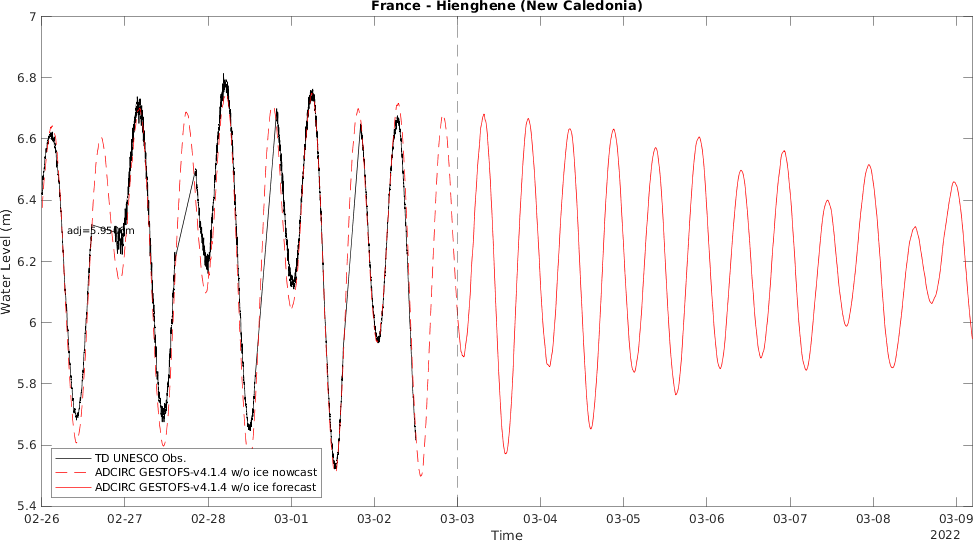 France - Hienghene (New Caledonia)
7
6.8
6.6
6.4
6.2
6
5.8
5.6
5.4
Water Level (m)
TD UNESCO Obs.
ADCIRC GESTOFS-v4.1.4 w/o ice nowcast
ADCIRC GESTOFS-v4.1.4 w/o ice forecast
02-26 02-27 02-28 03-01 03-02 03-03 03-04 03-05 03-06 03-07 03-08 03-09
Time 2022